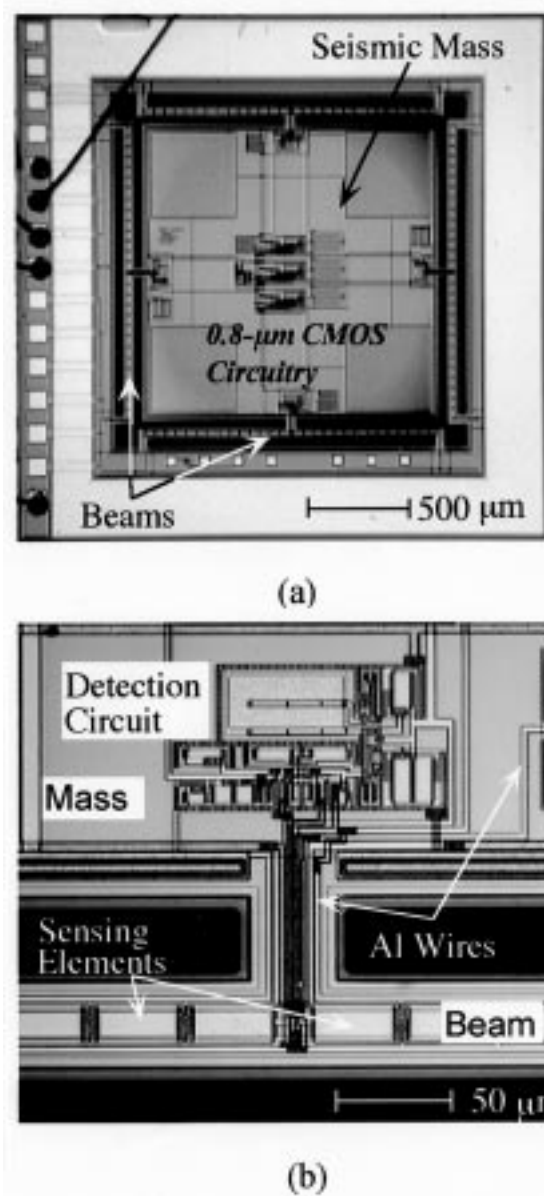 Seismic Mass
0.8-μm CMOS
Circuitry
Beams
500 μm
(a)
Detection
Circuit
Mass
Sensing
Elements
Al Wires
Beam
50 μm
(b)